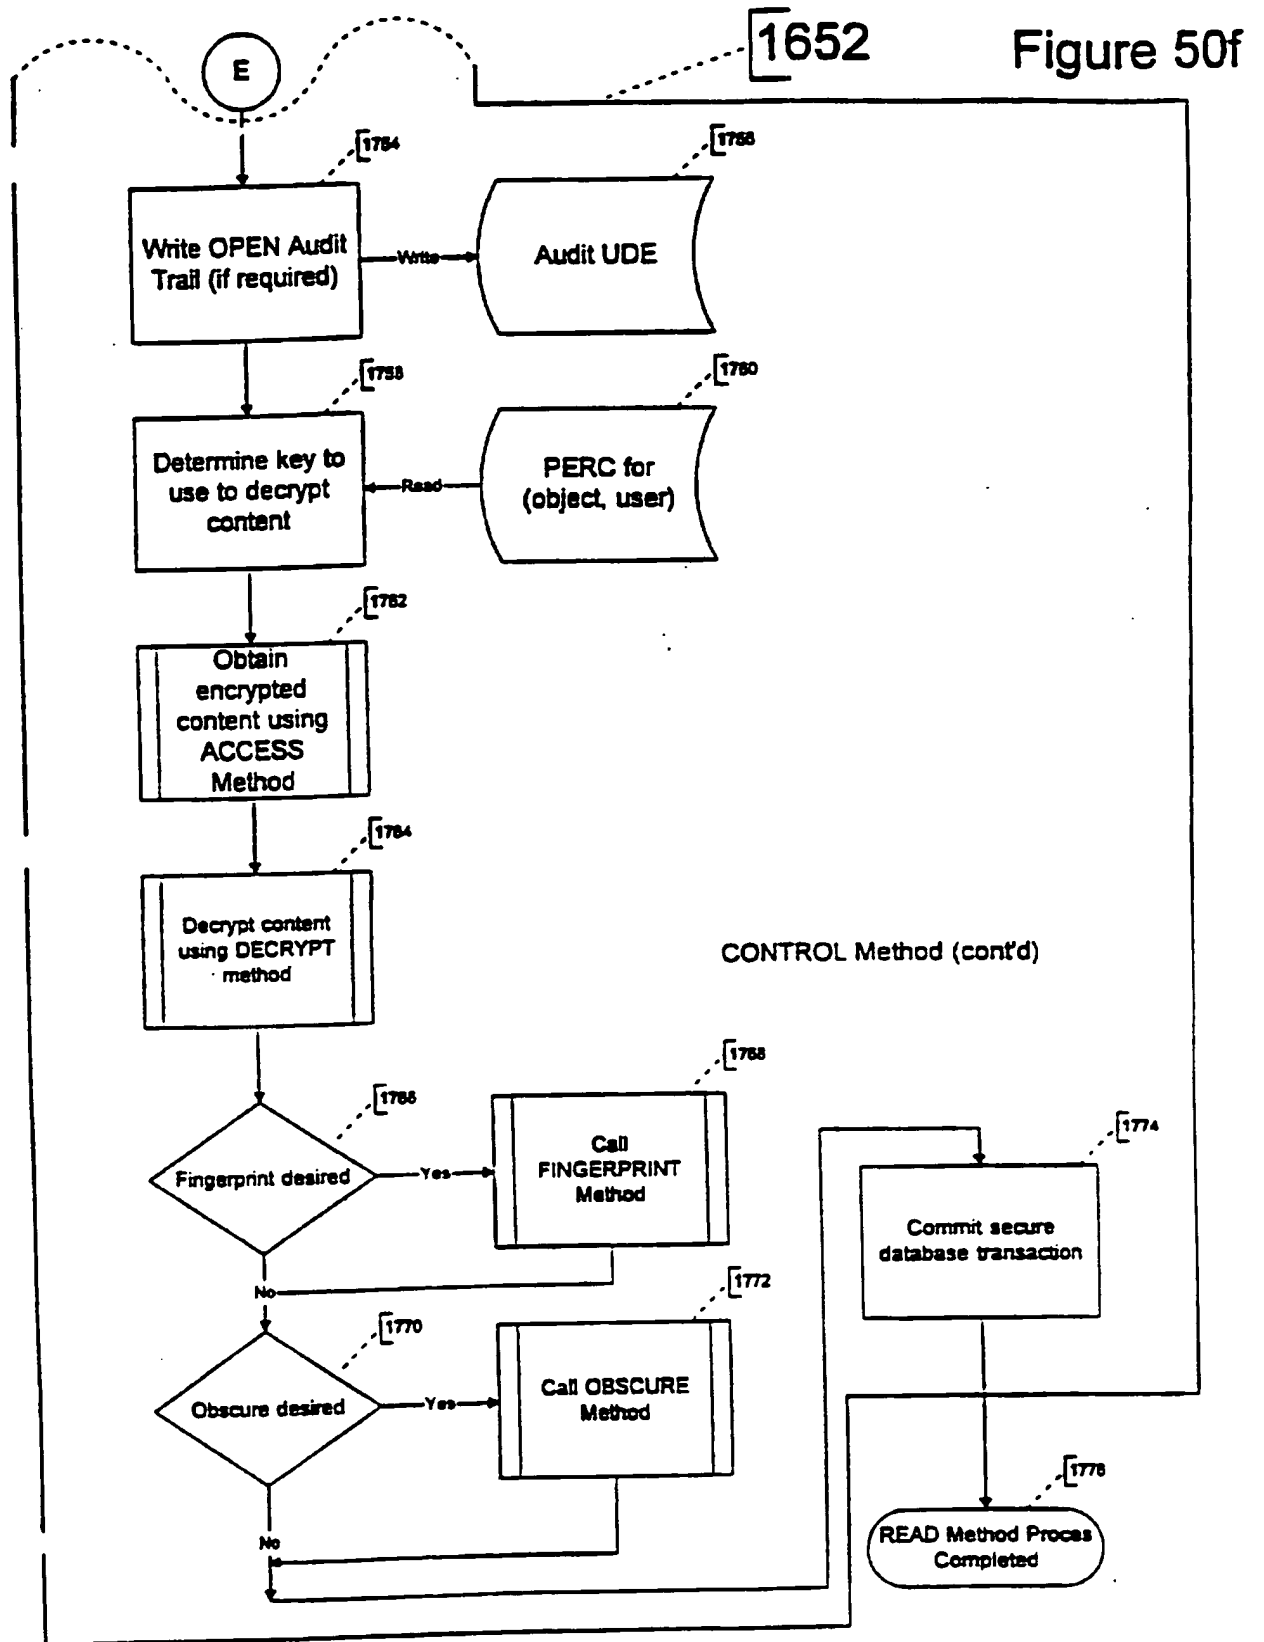 1652
Figure 50f
E
1754
1756
Write OPEN Audit
Trail (if required)
Write
Audit UDE
1758
1760
Determine key to
use to decrypt
content
Read
PERC for
(object, user)
1762
Obtain
encrypted
content using
ACCESS
Method
1764
Decrypt content
using DECRYPT
method
CONTROL Method (cont'd)
1766
1768
Fingerprint desired
Yes
Call
FINGERPRINT
Method
1774
Commit secure
database transaction
No
1770
1772
Obscure desired
Yes
Call OBSCURE
Method
1776
READ Method Proces
Completed
No